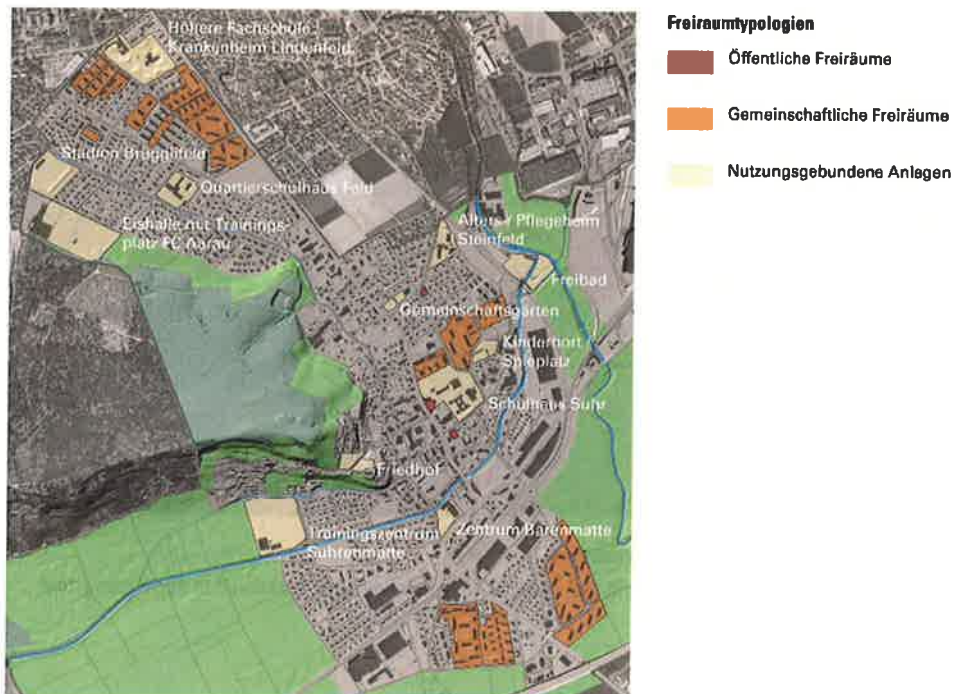 Höhere Fachschule
Krankenheim Lindenfeld
Stadion Brügglifeld
Quartierschulhaus Feld
Eishalle mit Trainings-
platz FC Aarau
Alters-/ Pflegeheim
Steinfeld
Freibad
Gemeinschaftsgärten
Kinderhort
Spielplatz
Schulhaus Suhr
Friedhof
Trainingszentrum
Suhrenmatte
Zentrum Bärenmatte
Freiraumtypologien
Öffentliche Freiräume
Gemeinschaftliche Freiräume
Nutzungsgebundene Anlagen